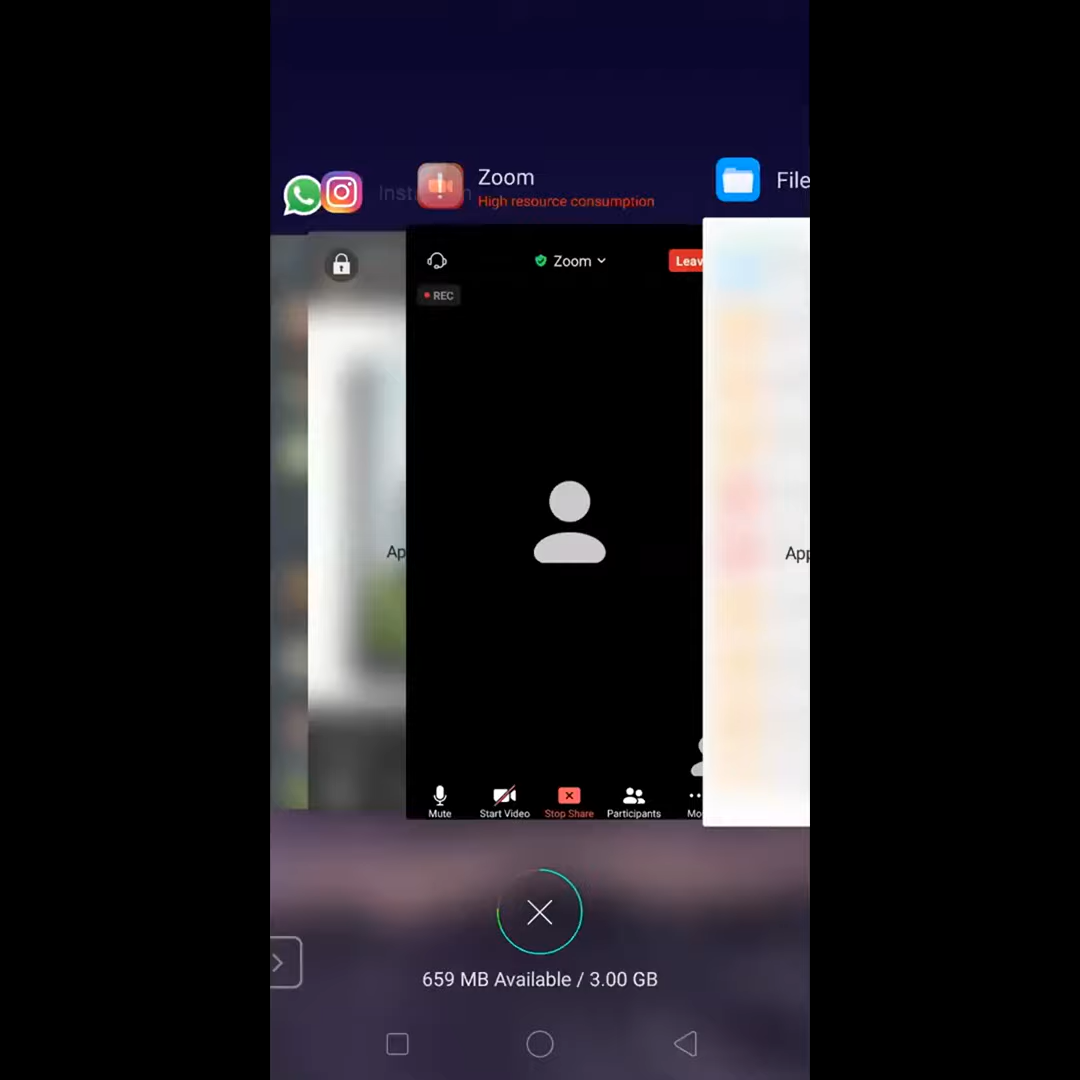 Zoom
High resource consumption
File
Zoom
Leav
REC
Ap
App
Mute
Start Video
Stop Share
Participants
Mo
659 MB Available / 3.00 GB